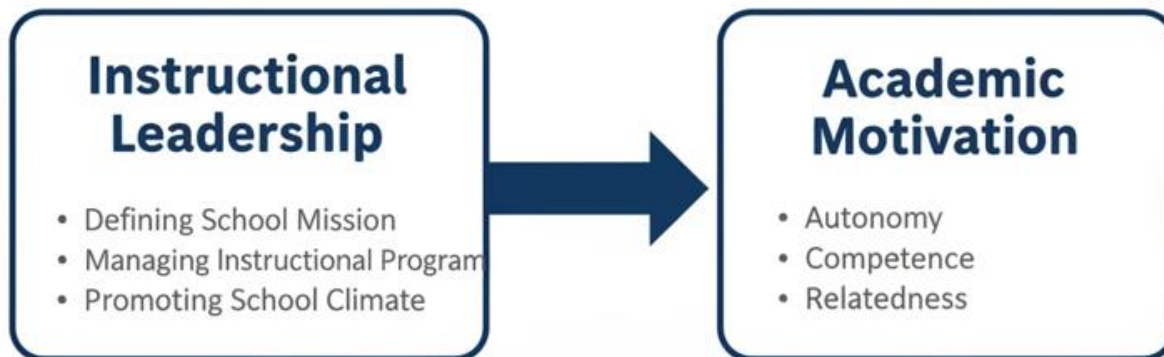 Instructional
Leadership
• Defining School Mission
• Managing Instructional Program
• Promoting School Climate
Academic
Motivation
• Autonomy
• Competence
• Relatedness